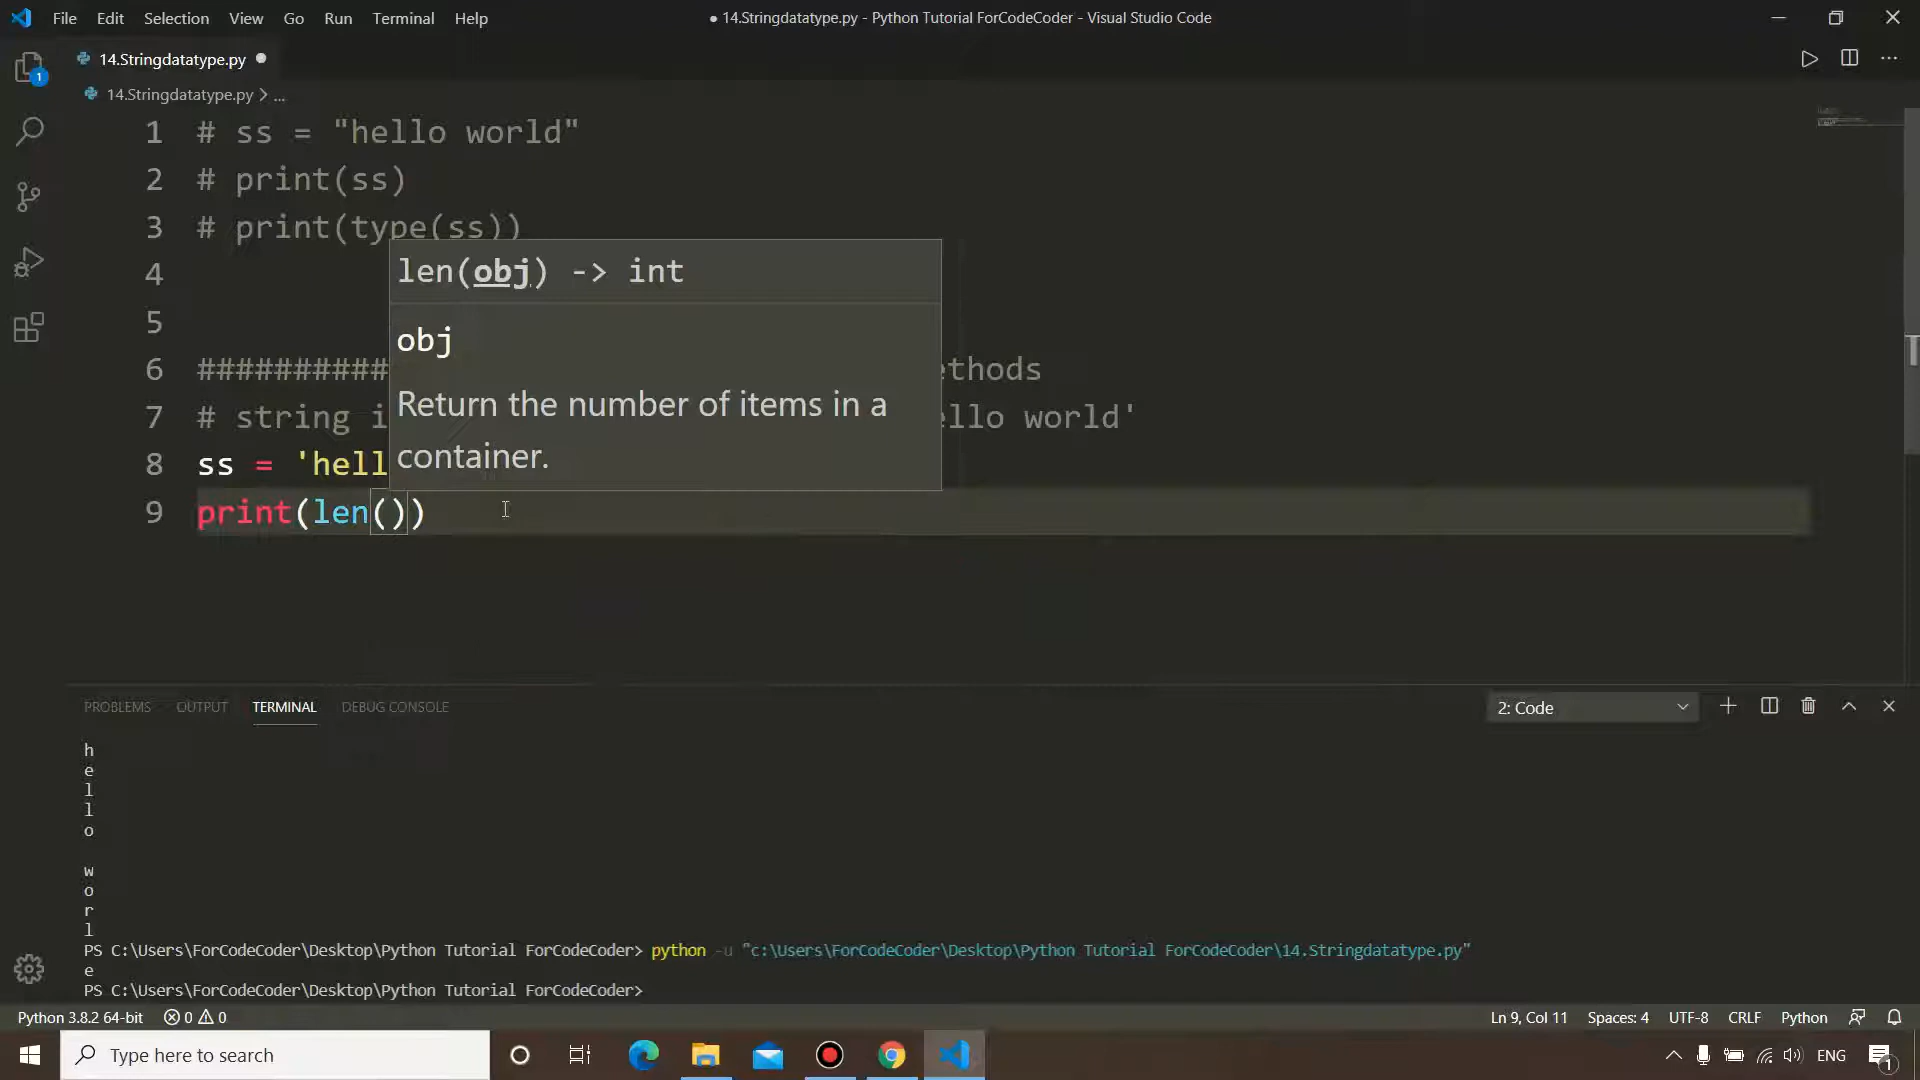 File Edit Selection View Go Run Terminal Help
● 14.Stringdatatype.py - Python Tutorial ForCodeCoder - Visual Studio Code
14.Stringdatatype.py
14.Stringdatatype.py > ...
1 # ss = "hello world"
2 # print(ss)
3 # print(type(ss))
len(obj) -> int
4
obj
5
Return the number of items in a
container.
6 ########## ethods
7 # string i ello world'
8 ss = 'hell
9 print(len())
PROBLEMS OUTPUT TERMINAL DEBUG CONSOLE
2: Code
h
e
l
l
o
w
o
r
l
PS C:\Users\ForCodeCoder\Desktop\Python Tutorial ForCodeCoder> python -u "c:\Users\ForCodeCoder\Desktop\Python Tutorial ForCodeCoder\14.Stringdatatype.py"
e
PS C:\Users\ForCodeCoder\Desktop\Python Tutorial ForCodeCoder>
Python 3.8.2 64-bit 0 0
Ln 9, Col 11 Spaces: 4 UTF-8 CRLF Python
Type here to search
ENG
1
1